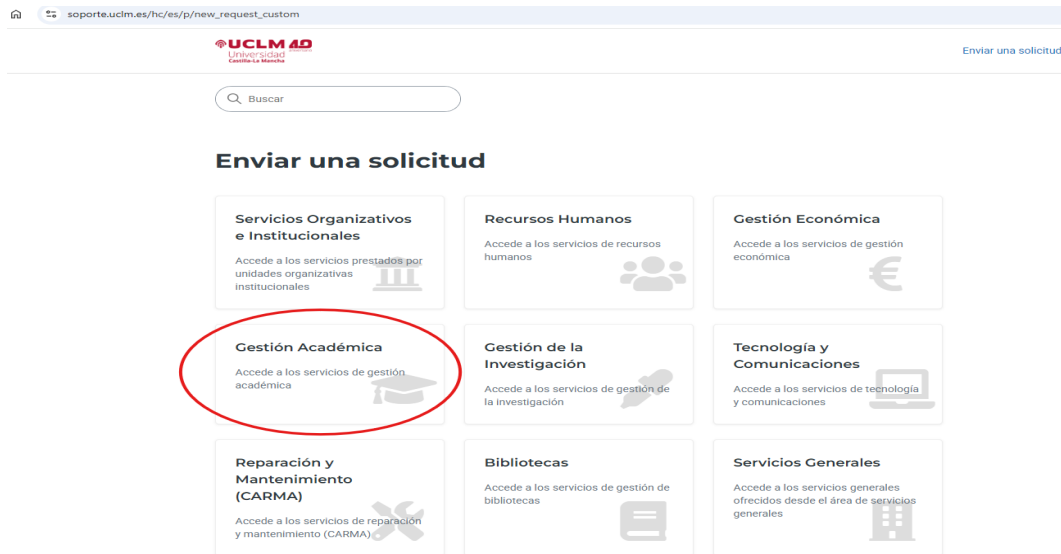 soporte.uclm.es/hc/es/p/new_request_custom
UCLM 40
Universidad
Castilla-La Mancha
Enviar una solicitud
Buscar
Enviar una solicitud
Servicios Organizativos
e Institucionales
Accede a los servicios prestados por
unidades organizativas
institucionales
Recursos Humanos
Accede a los servicios de recursos
humanos
Gestión Económica
Accede a los servicios de gestión
económica
Gestión Académica
Accede a los servicios de gestión
académica
Gestión de la
Investigación
Accede a los servicios de gestión de
la investigación
Tecnología y
Comunicaciones
Accede a los servicios de tecnología
y comunicaciones
Reparación y
Mantenimiento
(CARMA)
Accede a los servicios de reparación
y mantenimiento (CARMA)
Bibliotecas
Accede a los servicios de gestión de
bibliotecas
Servicios Generales
Accede a los servicios generales
ofrecidos desde el área de servicios
generales